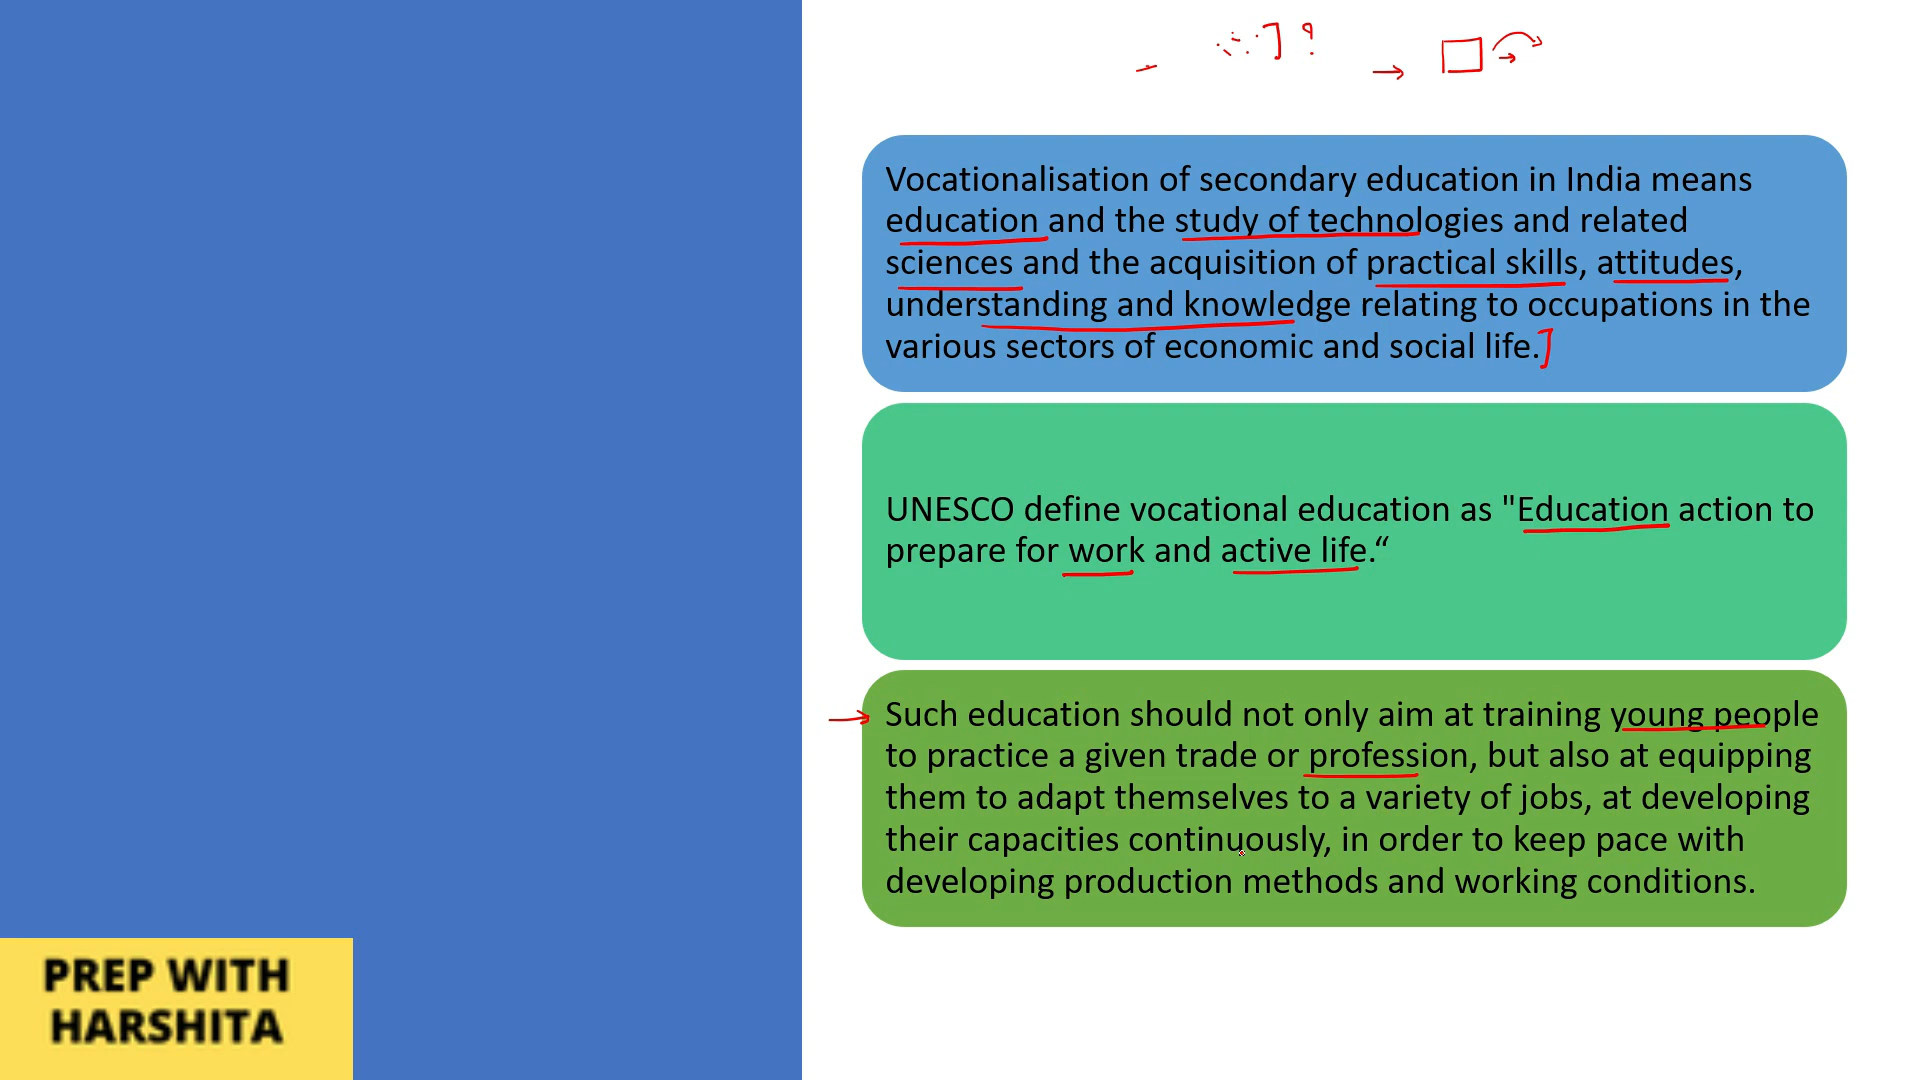 Vocationalisation of secondary education in India means
education and the study of technologies and related
sciences and the acquisition of practical skills, attitudes,
understanding and knowledge relating to occupations in the
various sectors of economic and social life.
UNESCO define vocational education as "Education action to
prepare for work and active life.“
Such education should not only aim at training young people
to practice a given trade or profession, but also at equipping
them to adapt themselves to a variety of jobs, at developing
their capacities continuously, in order to keep pace with
developing production methods and working conditions.
PREP WITH
HARSHITA